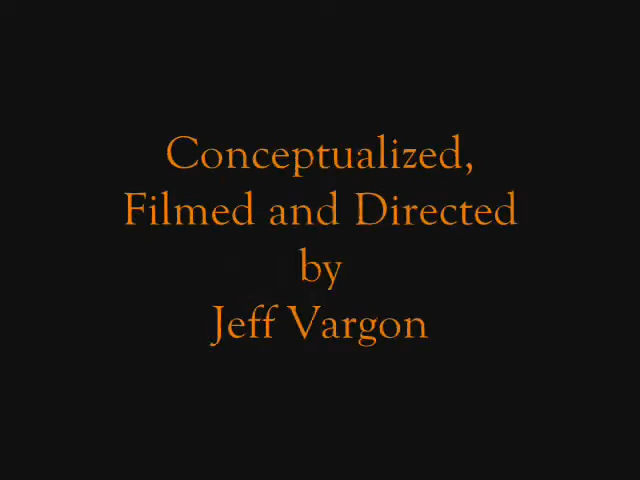 Conceptualized,
Filmed and Directed
by
Jeff Vargon